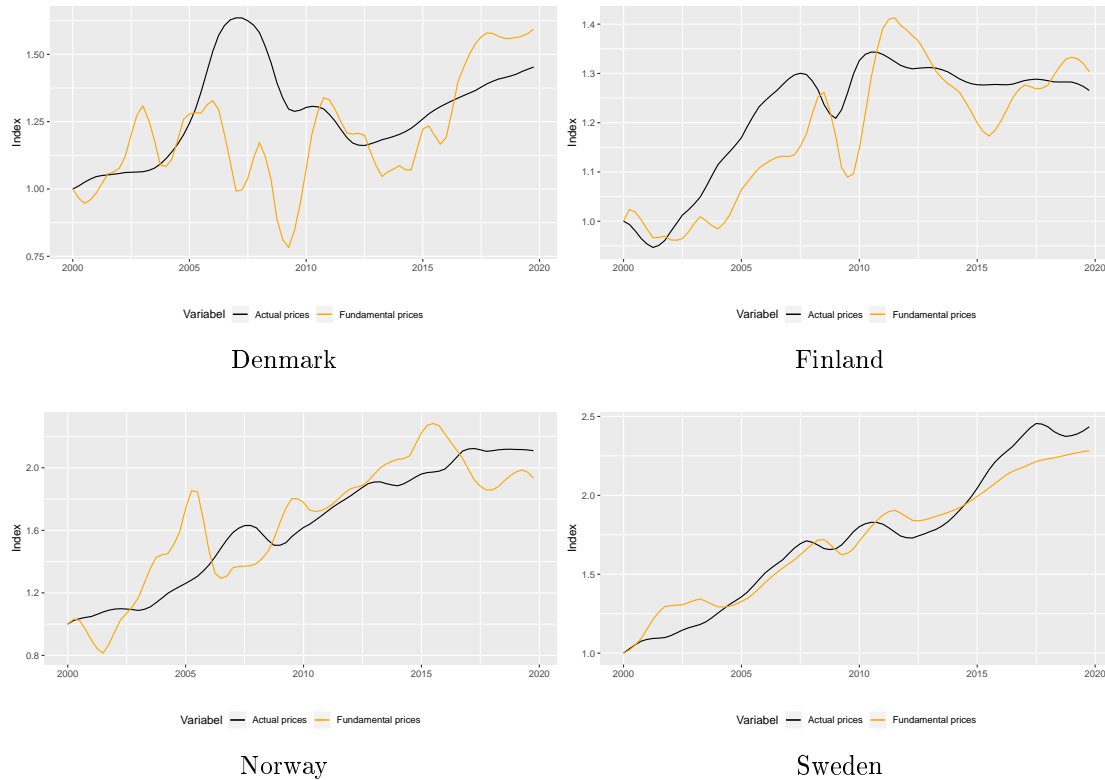 Index
1.50
1.25
1.00
0.75
2000 2005 2010 2015 2020
Variabel Actual prices Fundamental prices
Denmark
Index
1.4
1.3
1.2
1.1
1.0
2000 2005 2010 2015 2020
Variabel Actual prices Fundamental prices
Finland
Index
2.0
1.6
1.2
0.8
2000 2005 2010 2015 2020
Variabel Actual prices Fundamental prices
Norway
Index
2.5
2.0
1.5
1.0
2000 2005 2010 2015 2020
Variabel Actual prices Fundamental prices
Sweden